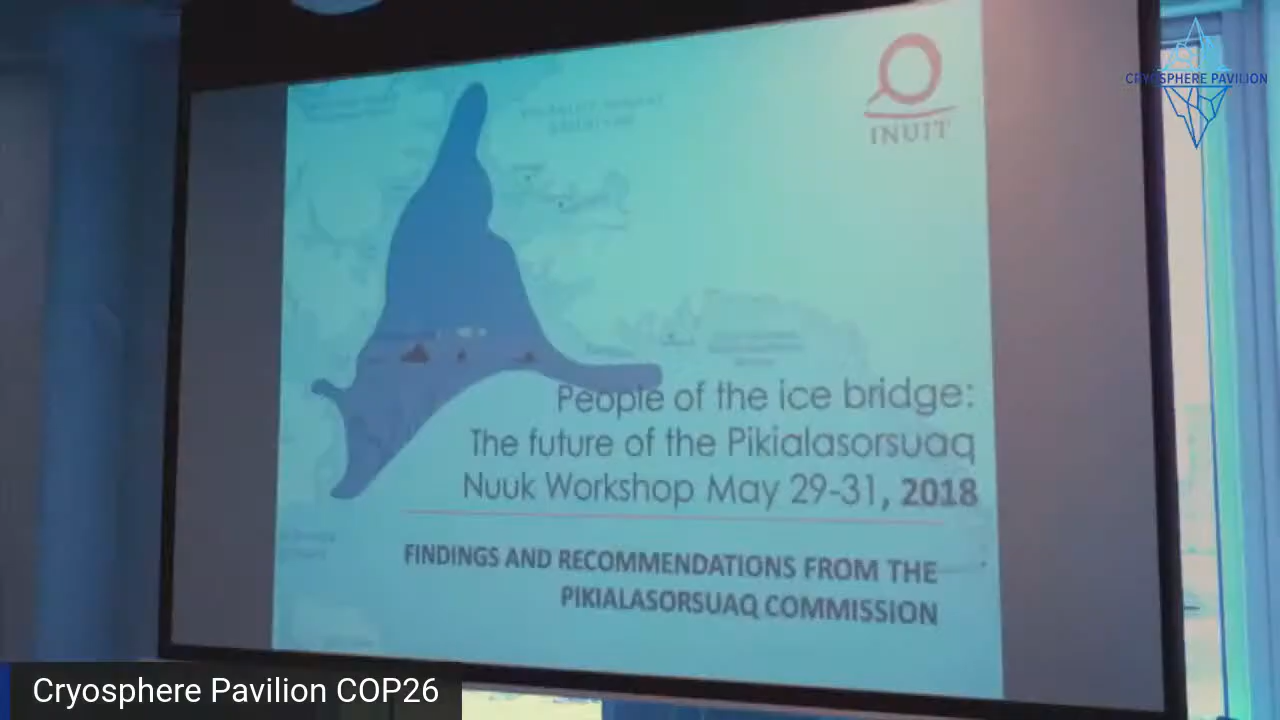 INUIT
CRYOSPHERE PAVILION
People of the ice bridge:
The future of the Pikialasorsuaq
Nuuk Workshop May 29-31, 2018
FINDINGS AND RECOMMENDATIONS FROM THE
PIKIALASORSUAQ COMMISSION
Cryosphere Pavilion COP26